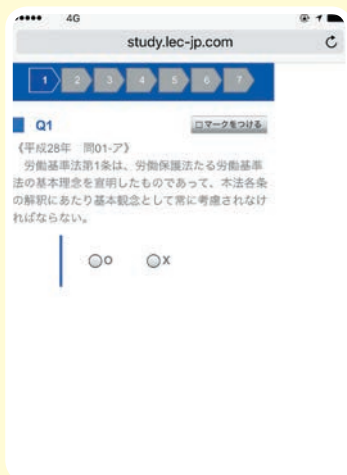 4G
study.lec-jp.com
1 2 3 4 5 6 7
Q1
□マークをつける
《平成28年 問01-ア》
労働基準法第1条は、労働保護法たる労働基準
法の基本理念を宣明したものであって、本法各条
の解釈にあたり基本観念として常に考慮されなけ
ればならない。
○ X